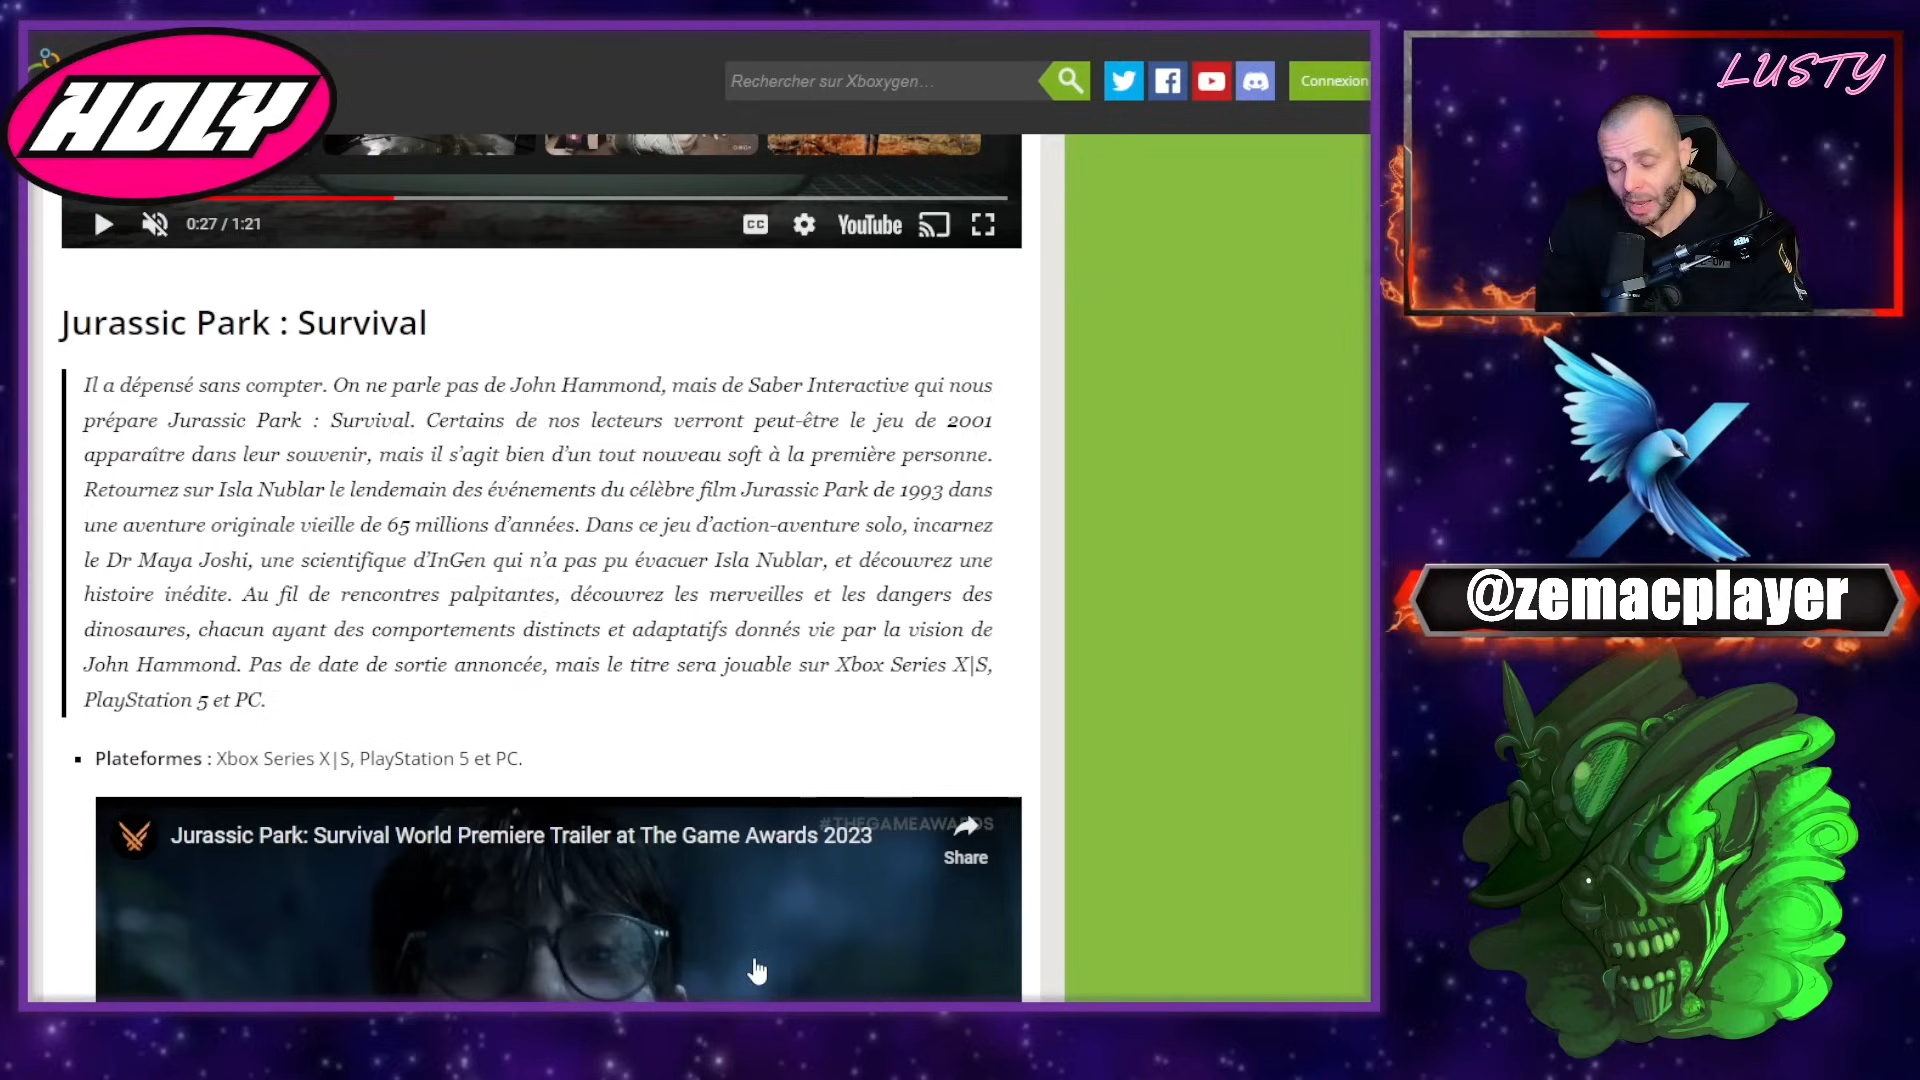 HOLY
Rechercher sur Xboxygen...
Connexion
LUSTY
0:27 / 1:21
CC
YouTube
Jurassic Park : Survival
Il a dépensé sans compter. On ne parle pas de John Hammond, mais de Saber Interactive qui nous
prépare Jurassic Park : Survival. Certains de nos lecteurs verront peut-être le jeu de 2001
apparaître dans leur souvenir, mais il s'agit bien d'un tout nouveau soft à la première personne.
Retournez sur Isla Nublar le lendemain des événements du célèbre film Jurassic Park de 1993 dans
une aventure originale vieille de 65 millions d'années. Dans ce jeu d'action-aventure solo, incarnez
le Dr Maya Joshi, une scientifique d'InGen qui n'a pas pu évacuer Isla Nublar, et découvrez une
histoire inédite. Au fil de rencontres palpitantes, découvrez les merveilles et les dangers des
dinosaures, chacun ayant des comportements distincts et adaptatifs donnés vie par la vision de
John Hammond. Pas de date de sortie annoncée, mais le titre sera jouable sur Xbox Series X|S,
PlayStation 5 et PC.
Plateformes : Xbox Series X|S, PlayStation 5 et PC.
#THEGAMEAWARDS
Jurassic Park: Survival World Premiere Trailer at The Game Awards 2023
Share
@zemacplayer